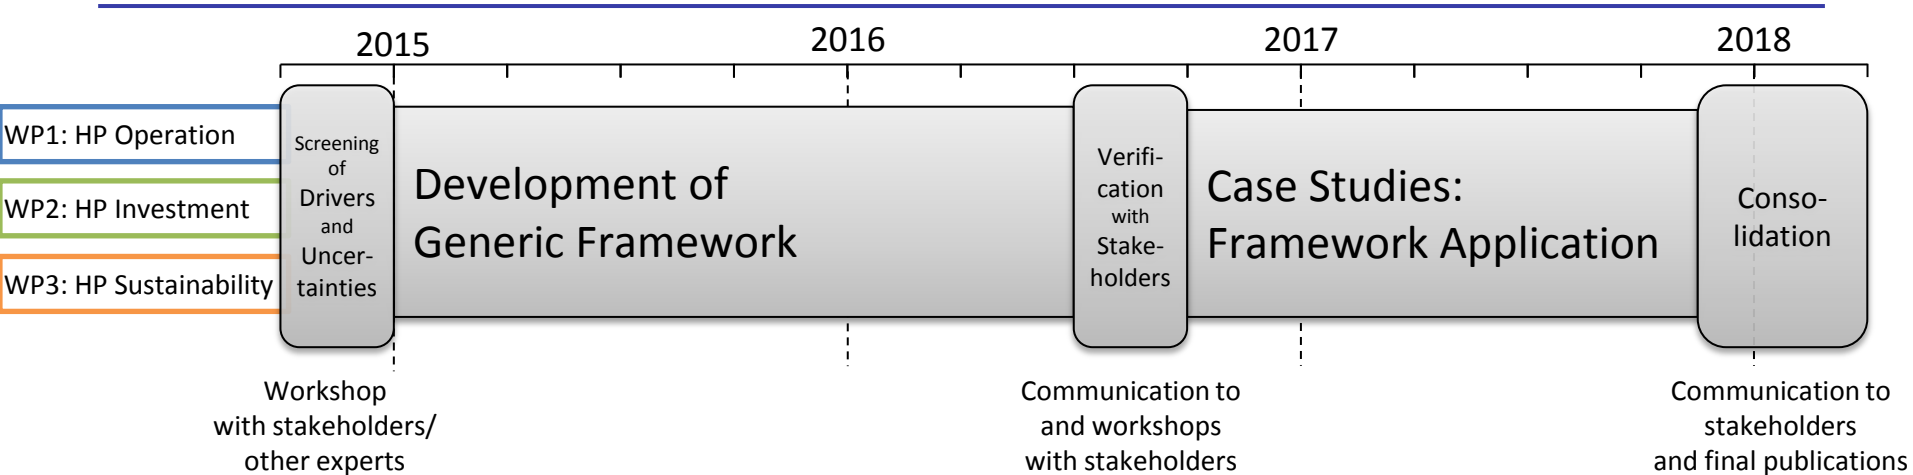 2015
2016
2017
2018
WP1: HP Operation
WP2: HP Investment
WP3: HP Sustainability
Screening
of
Drivers
and
Uncer-
tainties
Development of
Generic Framework
Verifi-
cation
with
Stake-
holders
Case Studies:
Framework Application
Conso-
lidation
Workshop
with stakeholders/
other experts
Communication to
and workshops
with stakeholders
Communication to
stakeholders
and final publications